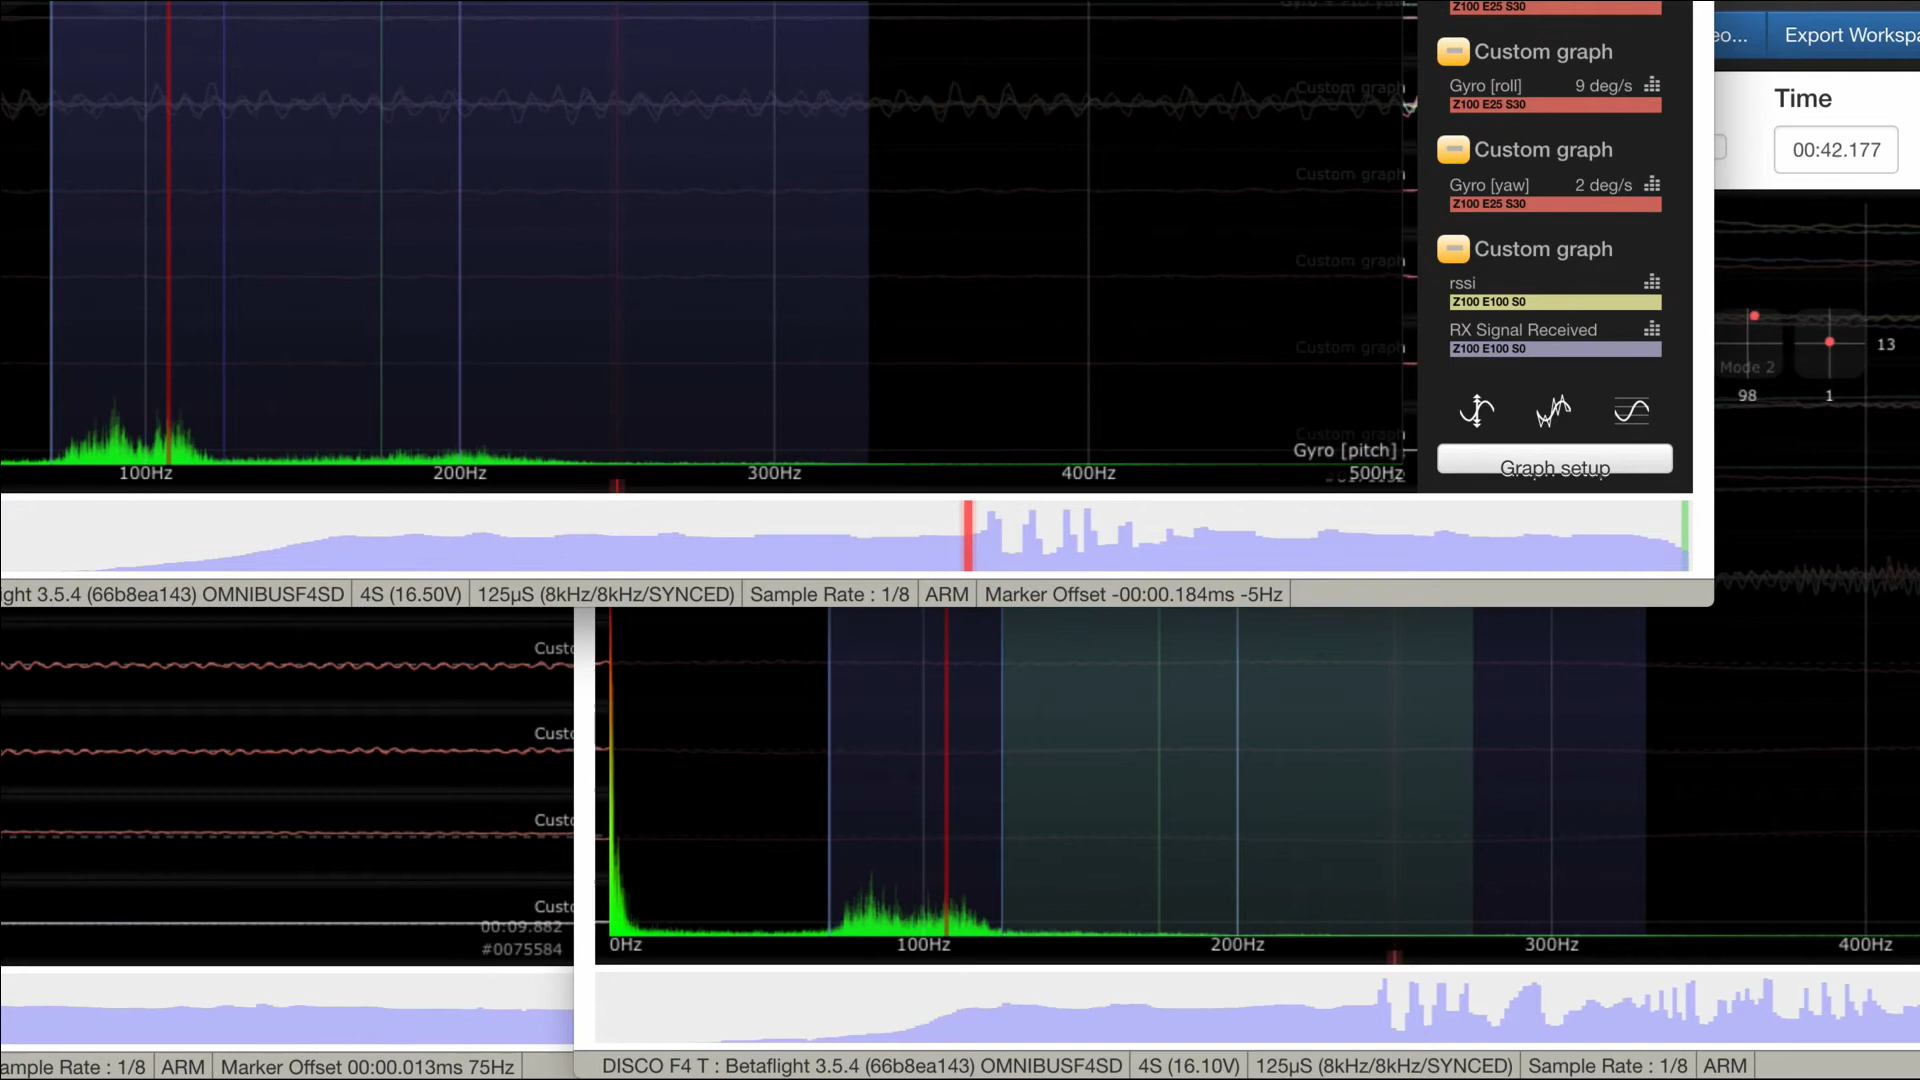 Z100 E25 S30
Custom graph
Gyro [roll] 9 deg/s
Z100 E25 S30
Custom graph
Gyro [yaw] 2 deg/s
Z100 E25 S30
Custom graph
rssi
Z100 E100 S0
RX Signal Received
Z100 E100 S0
Graph setup
eo...
Export Workspa
Time
00:42.177
Mode 2
13
98
1
Custom graph
Custom graph
Custom graph
Custom graph
Custom graph
Gyro [pitch]
100Hz
200Hz
300Hz
400Hz
500Hz
ight 3.5.4 (66b8ea143) OMNIBUSF4SD
4S (16.50V)
125µS (8kHz/8kHz/SYNCED)
Sample Rate : 1/8
ARM
Marker Offset -00:00.184ms -5Hz
Custo
Custo
Custo
Custo
00:09.882
#0075584
0Hz
100Hz
200Hz
300Hz
400Hz
ample Rate : 1/8
ARM
Marker Offset 00:00.013ms 75Hz
DISCO F4 T : Betaflight 3.5.4 (66b8ea143) OMNIBUSF4SD
4S (16.10V)
125µS (8kHz/8kHz/SYNCED)
Sample Rate : 1/8
ARM